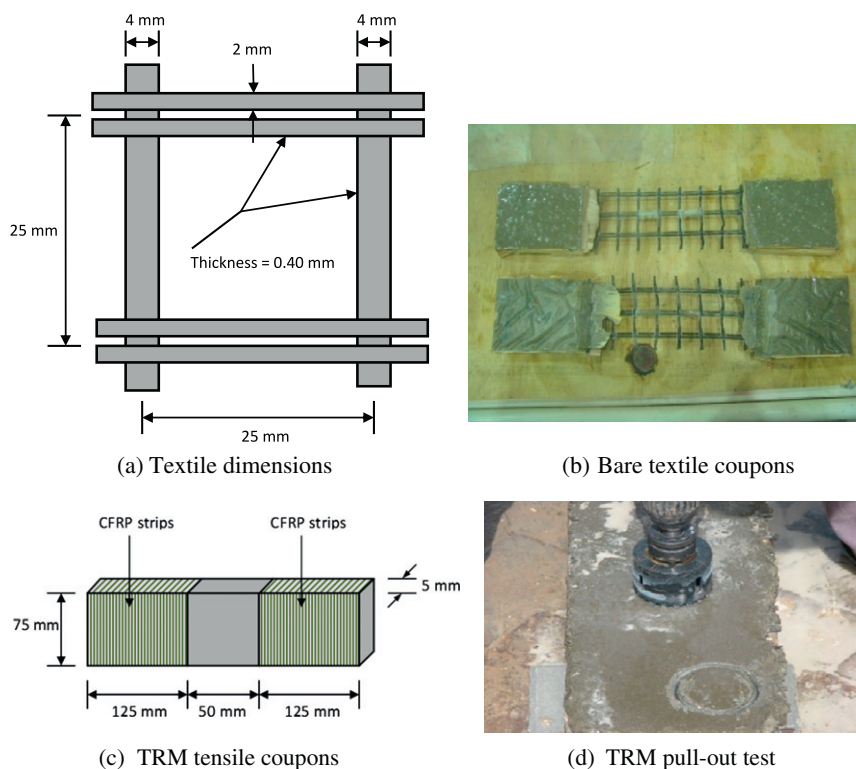 4 mm
4 mm
2 mm
25 mm
Thickness = 0.40 mm
25 mm
(a) Textile dimensions
(b) Bare textile coupons
CFRP strips
CFRP strips
5 mm
75 mm
125 mm
50 mm
125 mm
(c) TRM tensile coupons
(d) TRM pull-out test